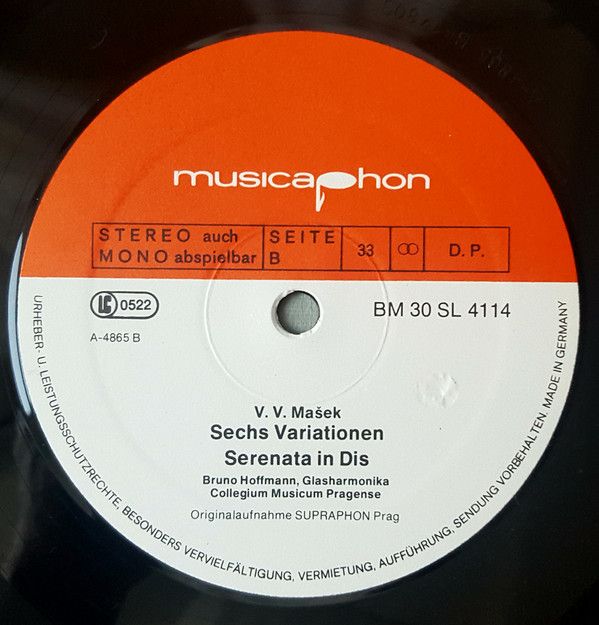 musicaphon
STEREO auch
MONO abspielbar
SEITE
B
33
D. P.
LC 0522
BM 30 SL 4114
A-4865 B
V. V. Mašek
Sechs Variationen
Serenata in Dis
Bruno Hoffmann, Glasharmonika
Collegium Musicum Pragense
Originalaufnahme SUPRAPHON Prag
URHEBER- U. LEISTUNGSSCHUTZRECHTE, BESONDERS VERVIELFÄLTIGUNG, VERMIETUNG, AUFFÜHRUNG, SENDUNG VORBEHALTEN. MADE IN GERMANY